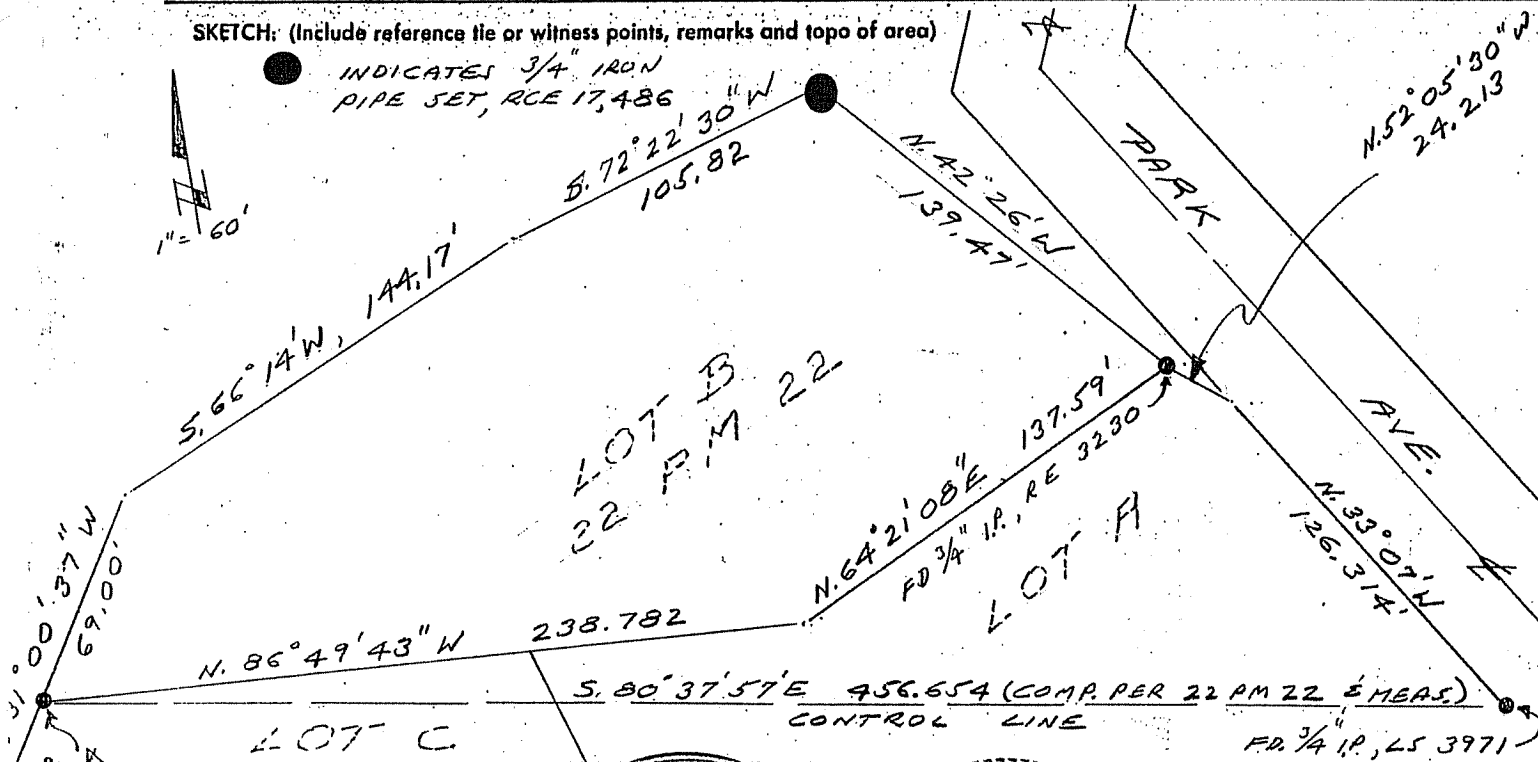 SKETCH: (Include reference tie or witness points, remarks and topo of area)
INDICATES 3/4" IRON
PIPE SET, RCE 17,486
1" = 60'
S. 72° 22' 30" W
105.82
N. 42° 26' W
139.47'
PARK
AVE.
N. 52° 05' 30" W
24.213
S. 66° 14' W, 144.17'
LOT B
22 PM 22
N. 64° 21' 08" E 137.59'
FD 3/4" I.P., RE 3230
LOT A
N. 33° 07' W
126.314'
31° 00' 37" W
69.00'
N. 86° 49' 43" W 238.782
S. 80° 37' 57' E 456.654 (COMP. PER 22 PM 22 & MEAS.)
CONTROL LINE
LOT C
FD. 3/4" I.P., LS 3971